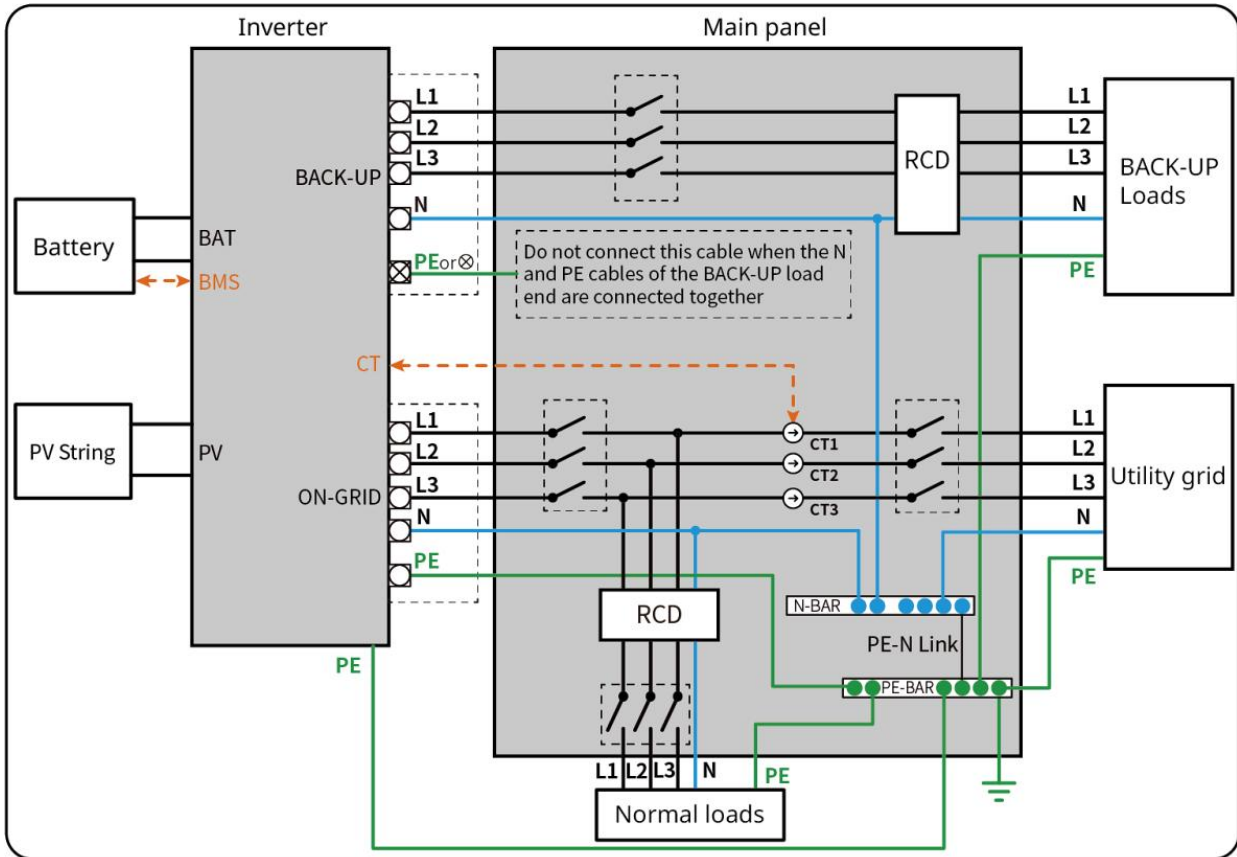 Inverter
Main panel
L1
L2
L3
BACK-UP
N
PEor⊗
RCD
L1
L2
L3
N
PE
BACK-UP
Loads
Battery
BAT
BMS
Do not connect this cable when the N
and PE cables of the BACK-UP load
end are connected together
CT
PV String
PV
L1
L2
L3
ON-GRID
N
PE
CT1
CT2
CT3
L1
L2
L3
N
PE
Utility grid
RCD
N-BAR
PE-N Link
PE-BAR
PE
L1 L2 L3 N
PE
Normal loads